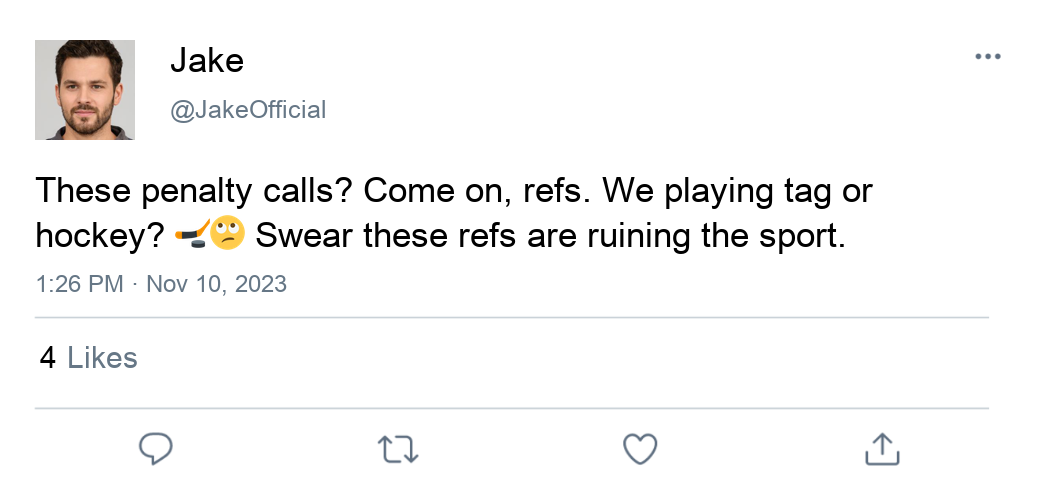 Jake
@JakeOfficial
These penalty calls? Come on, refs. We playing tag or
hockey? 🏒🙄 Swear these refs are ruining the sport.
1:26 PM · Nov 10, 2023
4 Likes